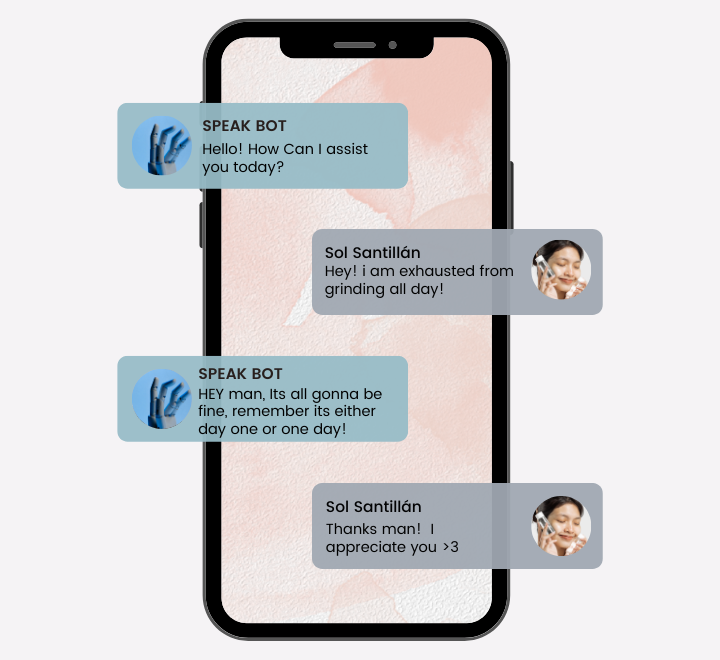 SPEAK BOT
Hello! How Can I assist
you today?
Sol Santillán
Hey! i am exhausted from
grinding all day!
SPEAK BOT
HEY man, Its all gonna be
fine, remember its either
day one or one day!
Sol Santillán
Thanks man!  I
appreciate you >3